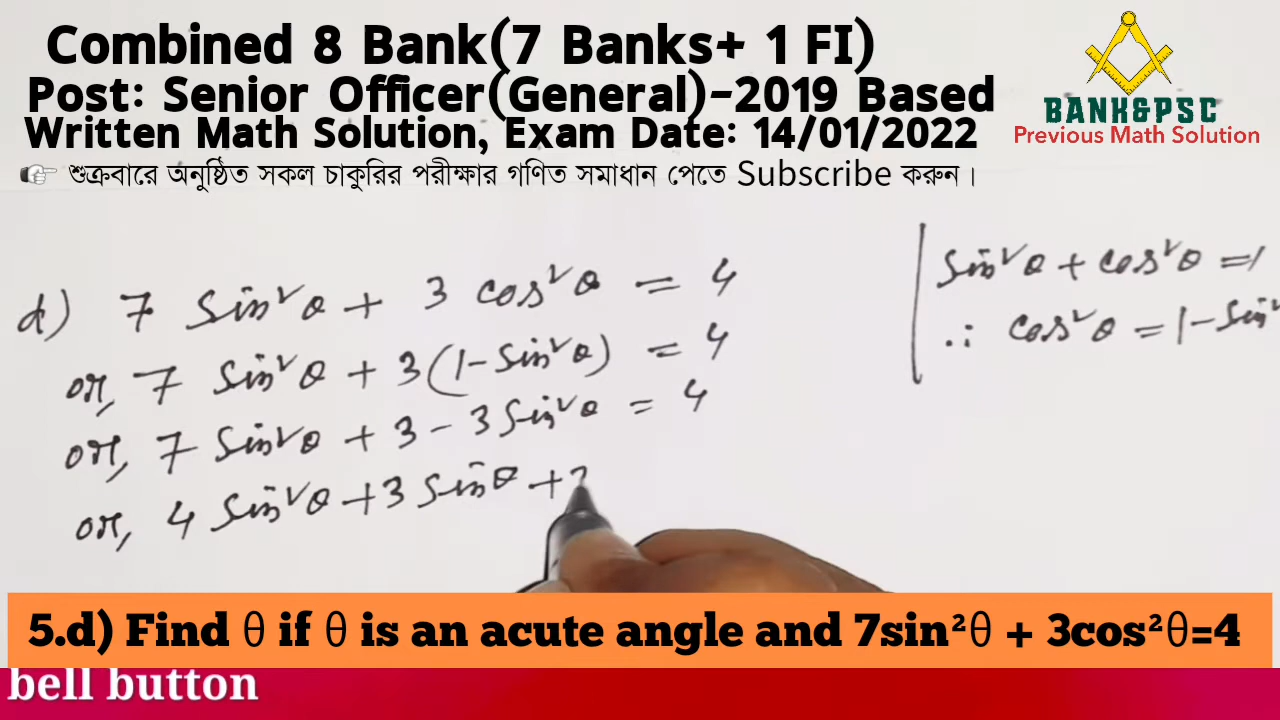 Combined 8 Bank(7 Banks+ 1 FI)
Post: Senior Officer(General)-2019 Based
Written Math Solution, Exam Date: 14/01/2022
BANK&PSC
Previous Math Solution
👉 শুক্রবারে অনুষ্ঠিত সকল চাকুরির পরীক্ষার গণিত সমাধান পেতে Subscribe করুন।
d) 7 Sin²θ + 3 cos²θ = 4
or, 7 Sin²θ + 3(1-Sin²θ) = 4
or, 7 Sin²θ + 3 - 3Sin²θ = 4
or, 4 Sin²θ + 3 Sinθ +
Sin²θ + cos²θ = 1
∴ cos²θ = 1-Sin²
5.d) Find θ if θ is an acute angle and 7sin²θ + 3cos²θ=4
bell button